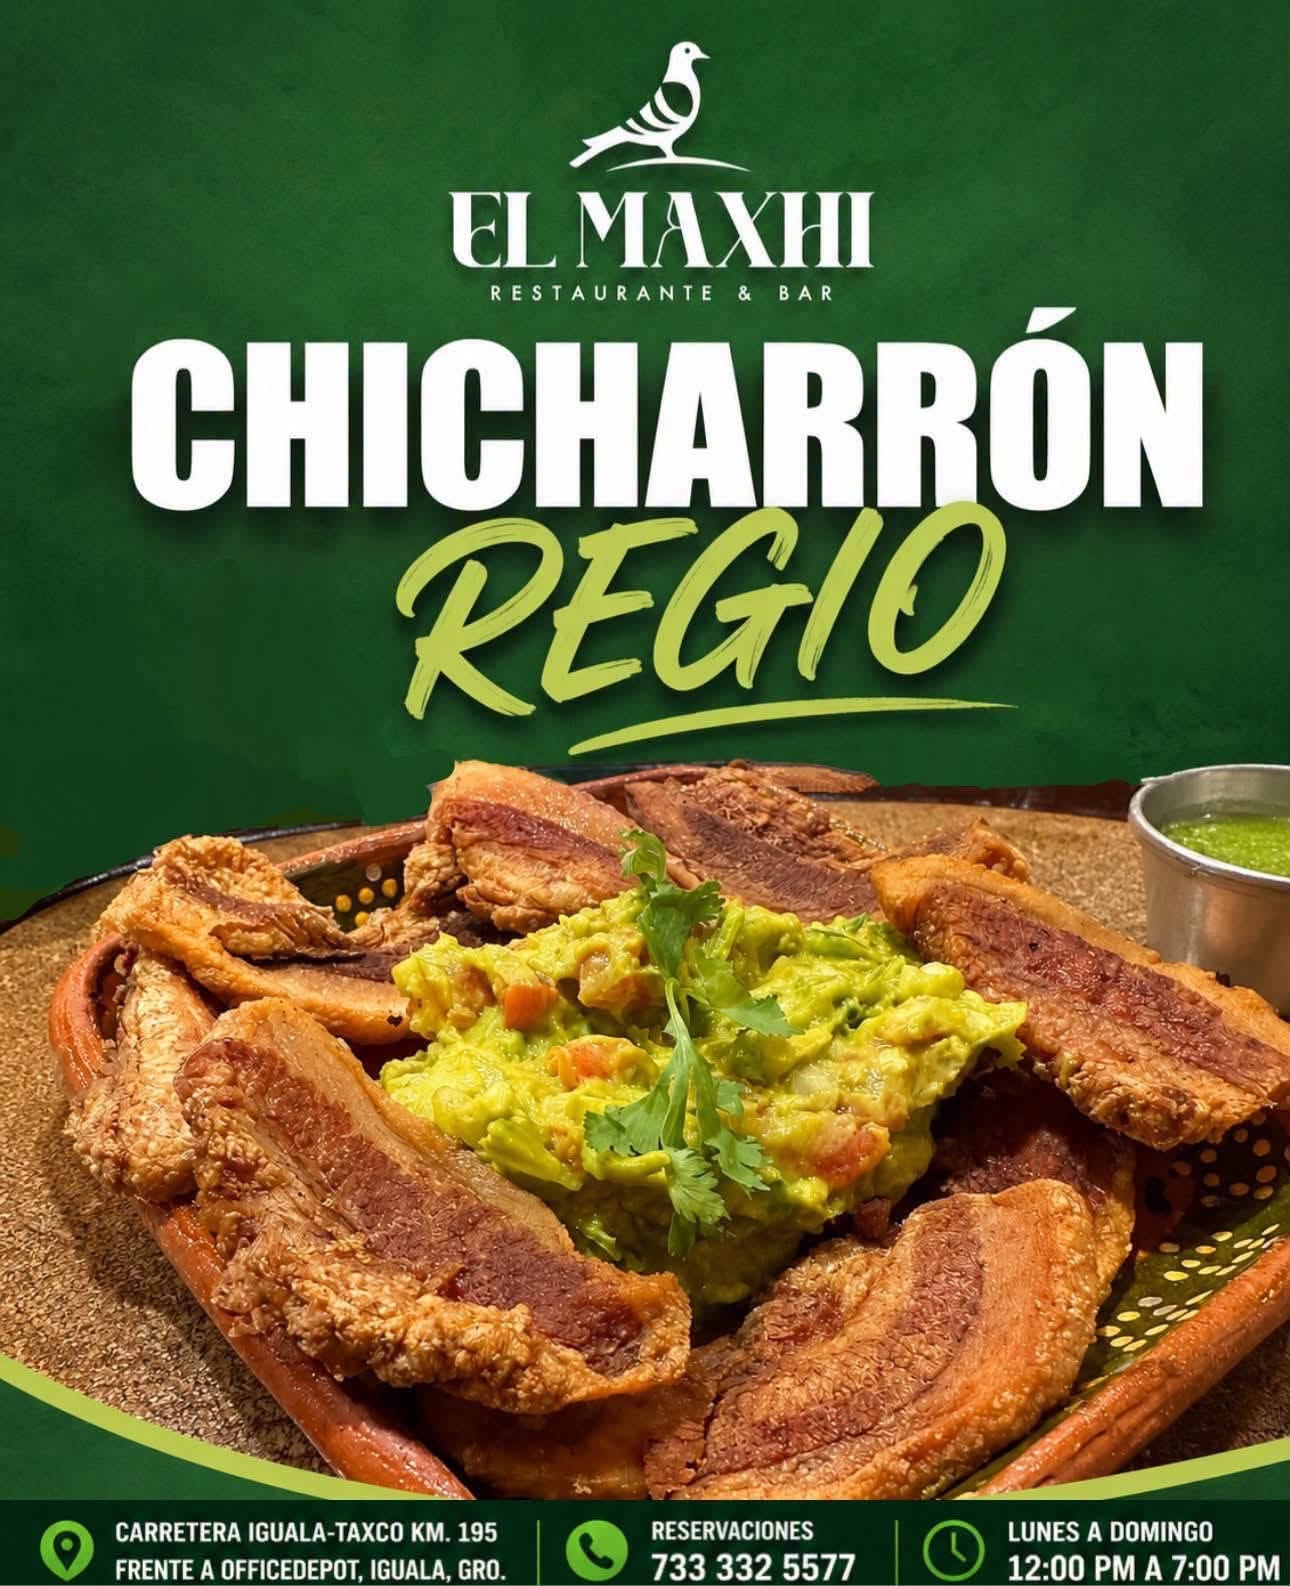 EL MAXHI
RESTAURANTE & BAR
CHICHARRÓN
REGIO
CARRETERA IGUALA-TAXCO KM. 195
FRENTE A OFFICEDEPOT, IGUALA, GRO.
RESERVACIONES
733 332 5577
LUNES A DOMINGO
12:00 PM A 7:00 PM